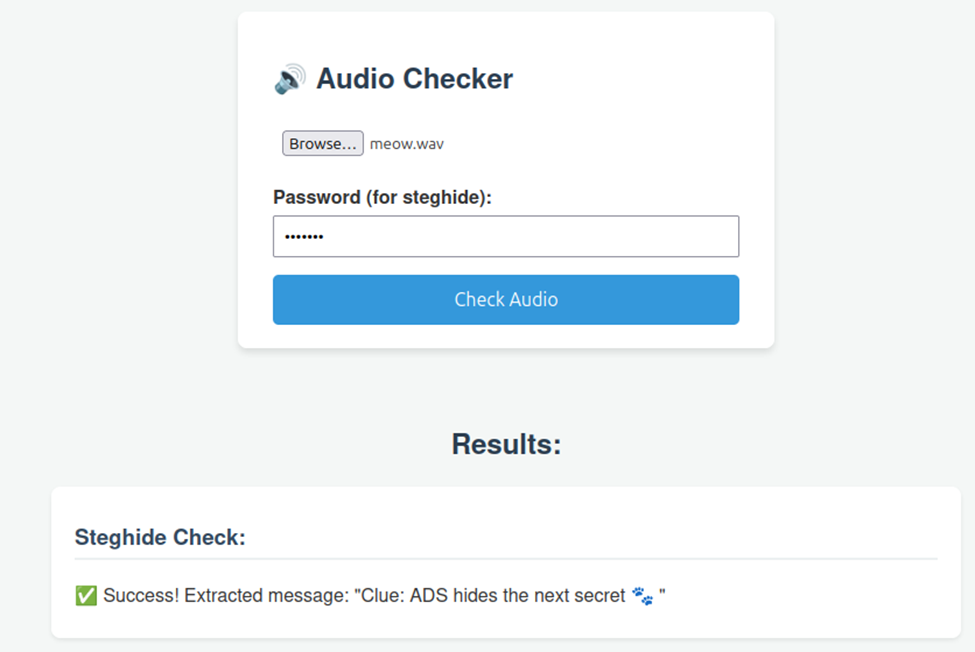 🔊 Audio Checker
Browse... meow.wav
Password (for steghide):
•••••••
Check Audio
Results:
Steghide Check:
✅ Success! Extracted message: "Clue: ADS hides the next secret 🐾 "